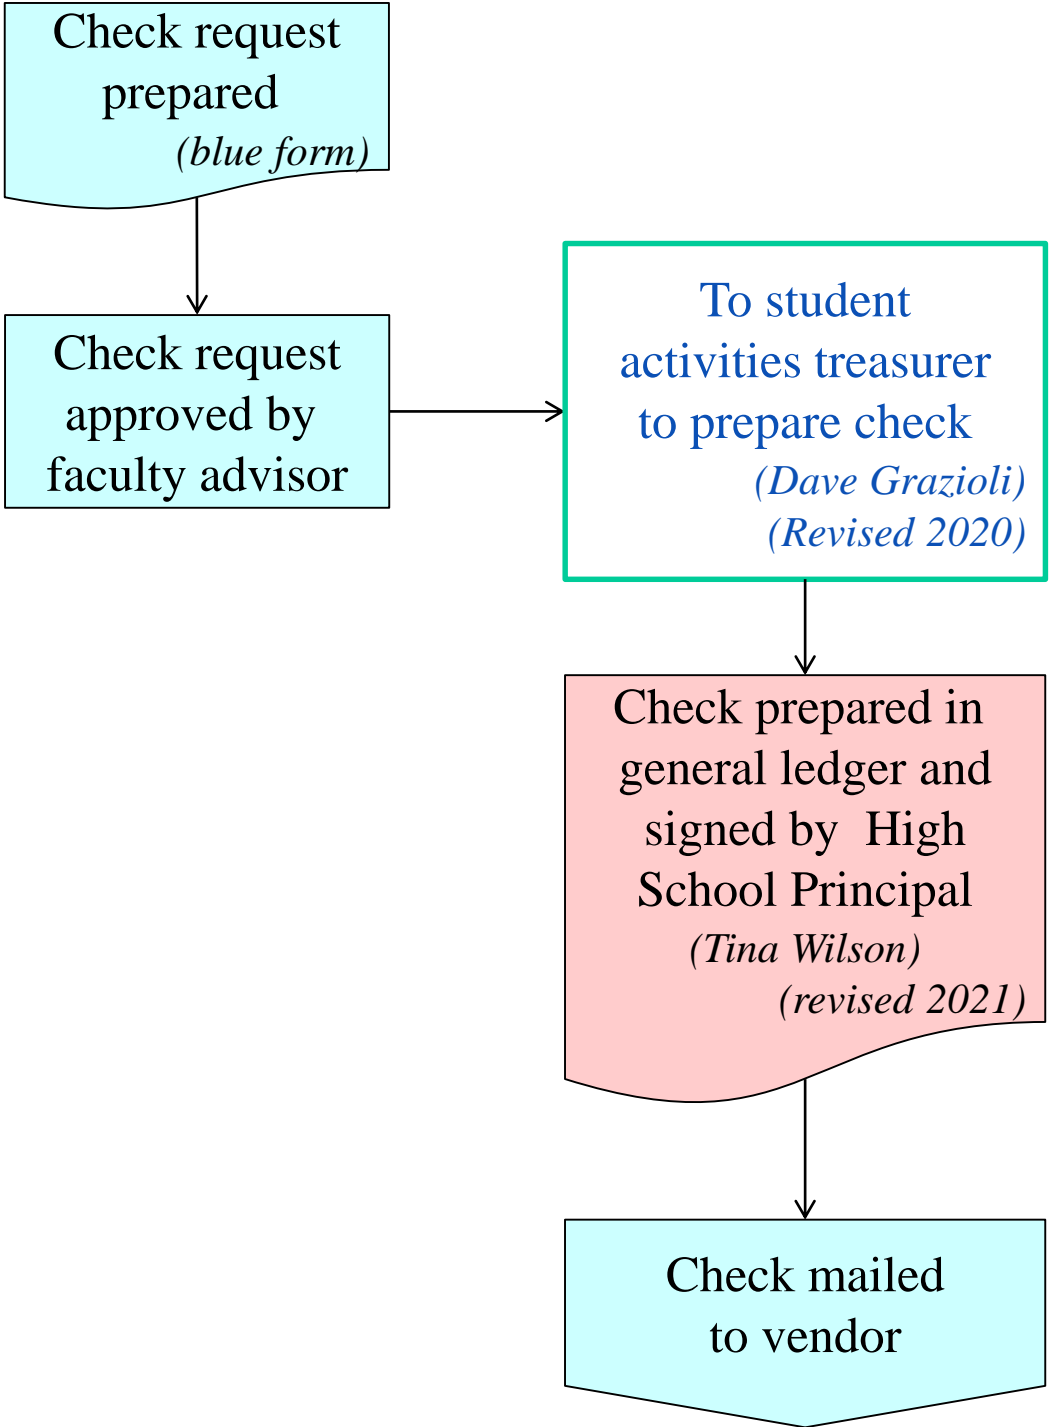 Check request
prepared
(blue form)
Check request
approved by
faculty advisor
To student
activities treasurer
to prepare check
(Dave Grazioli)
(Revised 2020)
Check prepared in
general ledger and
signed by  High
School Principal
(Tina Wilson)
(revised 2021)
Check mailed
to vendor